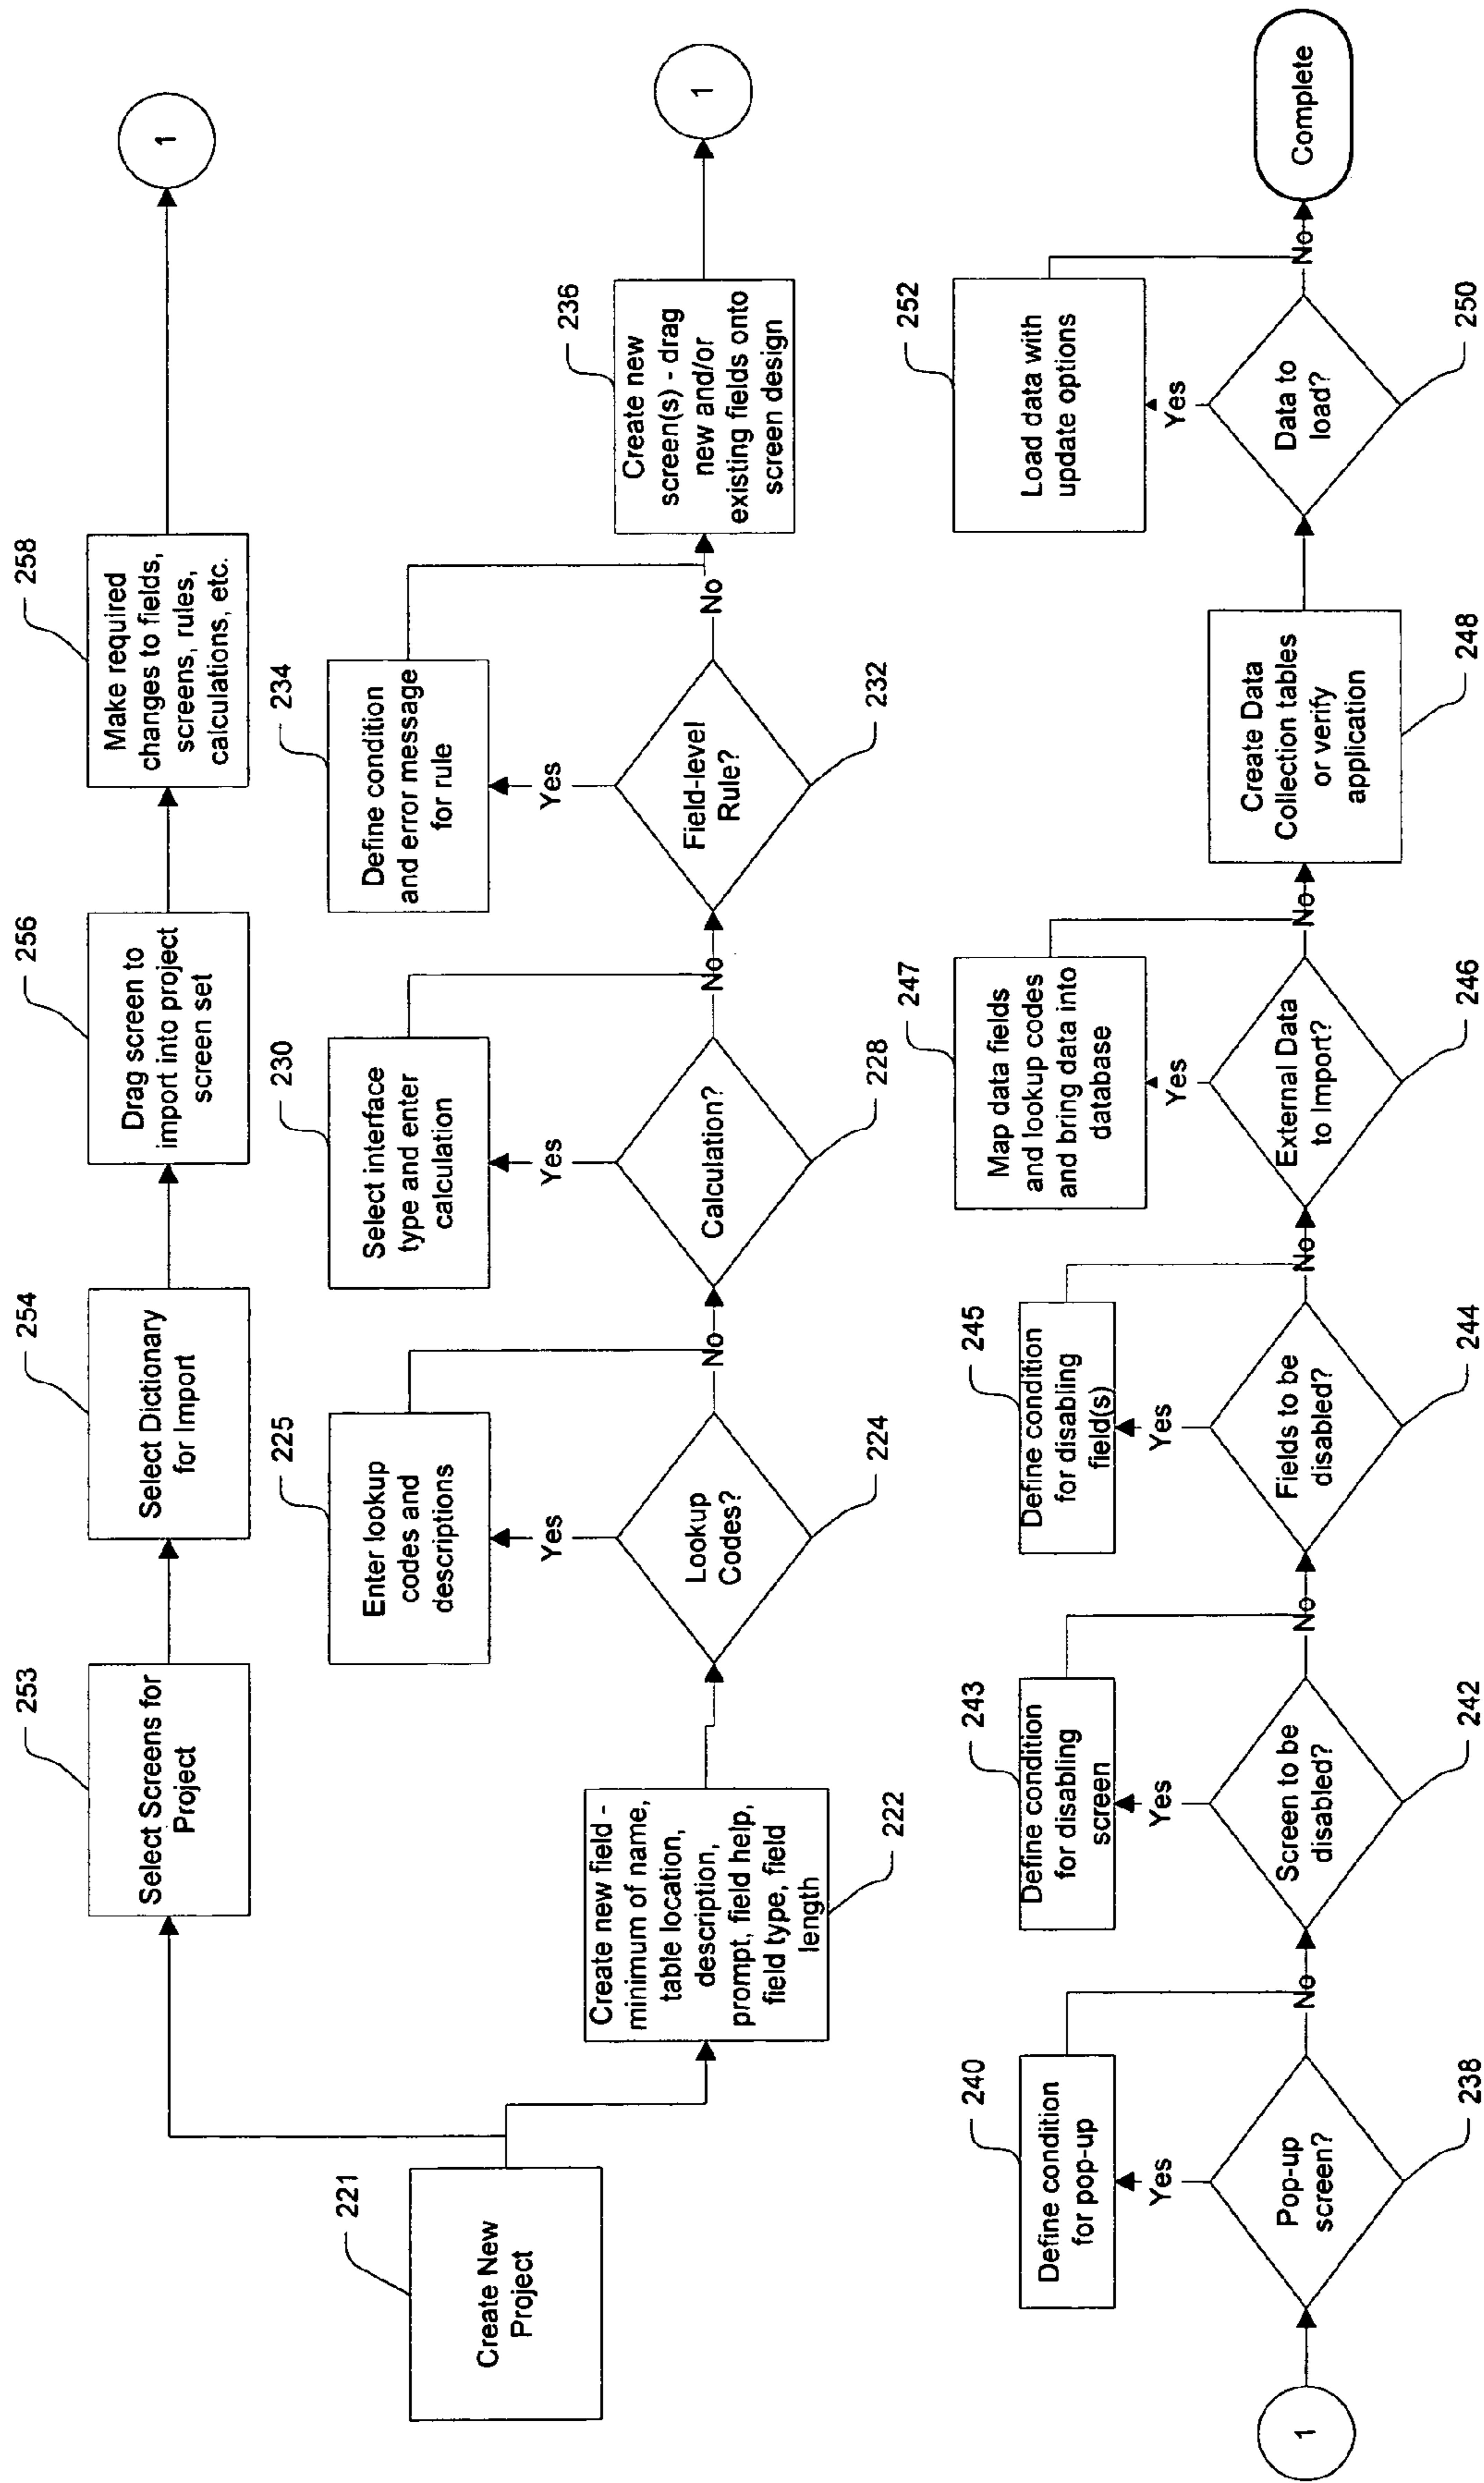 253
Select Screens for
Project
254
Select Dictionary
for Import
256
Drag screen to
import into project
screen set
258
Make required
changes to fields,
screens, rules,
calculations, etc.
1
221
Create New
Project
222
Create new field -
minimum of name,
table location,
description,
prompt, field help,
field type, field
length
225
Enter lookup
codes and
descriptions
Yes
Lookup
Codes?
224
No
230
Select interface
type and enter
calculation
Yes
Calculation?
228
No
234
Define condition
and error message
for rule
Yes
Field-level
Rule?
232
No
236
Create new
screen(s) - drag
new and/or
existing fields onto
screen design
1
1
240
Define condition
for pop-up
Yes
Pop-up
screen?
238
No
243
Define condition
for disabling
screen
Yes
Screen to be
disabled?
242
No
245
Define condition
for disabling
field(s)
Yes
Fields to be
disabled?
244
No
247
Map data fields
and lookup codes
and bring data into
database
Yes
External Data
to Import?
246
No
Create Data
Collection tables
or verify
application
248
252
Load data with
update options
Yes
Data to
load?
250
No
Complete